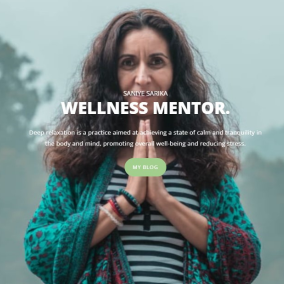 SANIYE SARIKA
WELLNESS MENTOR.
Deep relaxation is a practice aimed at achieving a state of calm and tranquility in
the body and mind, promoting overall well-being and reducing stress.
MY BLOG